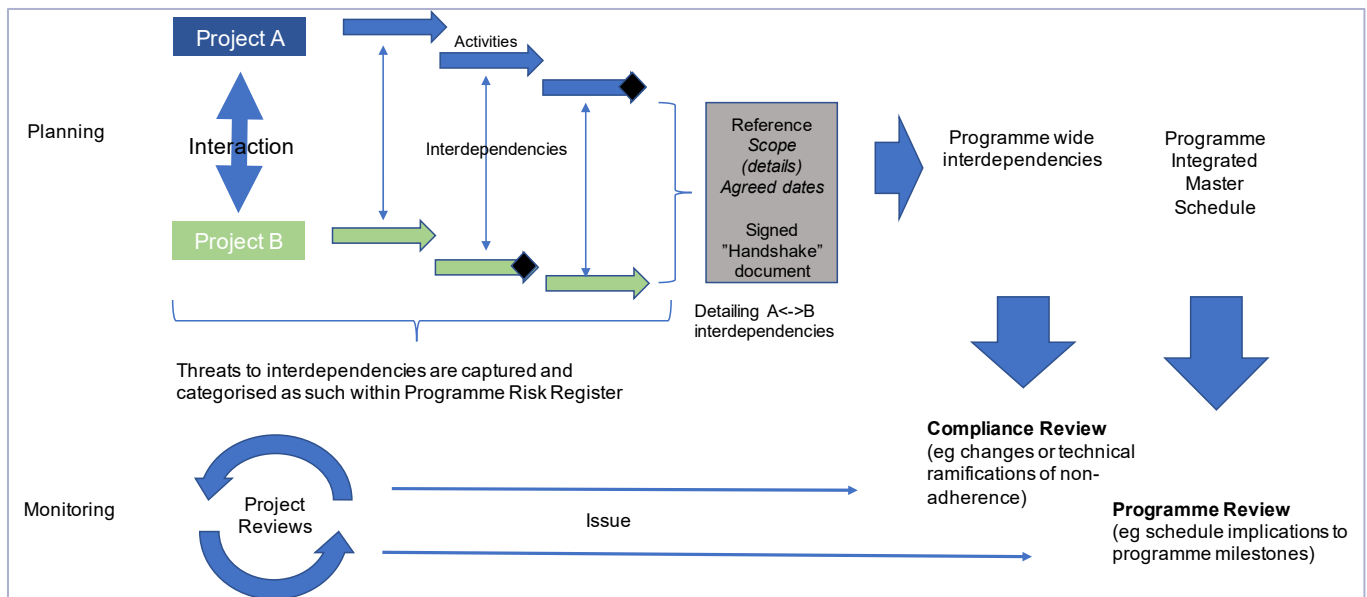 Project A
Activities
Planning
Interaction
Interdependencies
Project B
Reference
Scope
(details)
Agreed dates
Signed
"Handshake"
document
Detailing A<->B
interdependencies
Programme wide
interdependencies
Programme
Integrated
Master
Schedule
Threats to interdependencies are captured and
categorised as such within Programme Risk Register
Compliance Review
(eg changes or technical
ramifications of non-
adherence)
Monitoring
Project
Reviews
Issue
Programme Review
(eg schedule implications to
programme milestones)